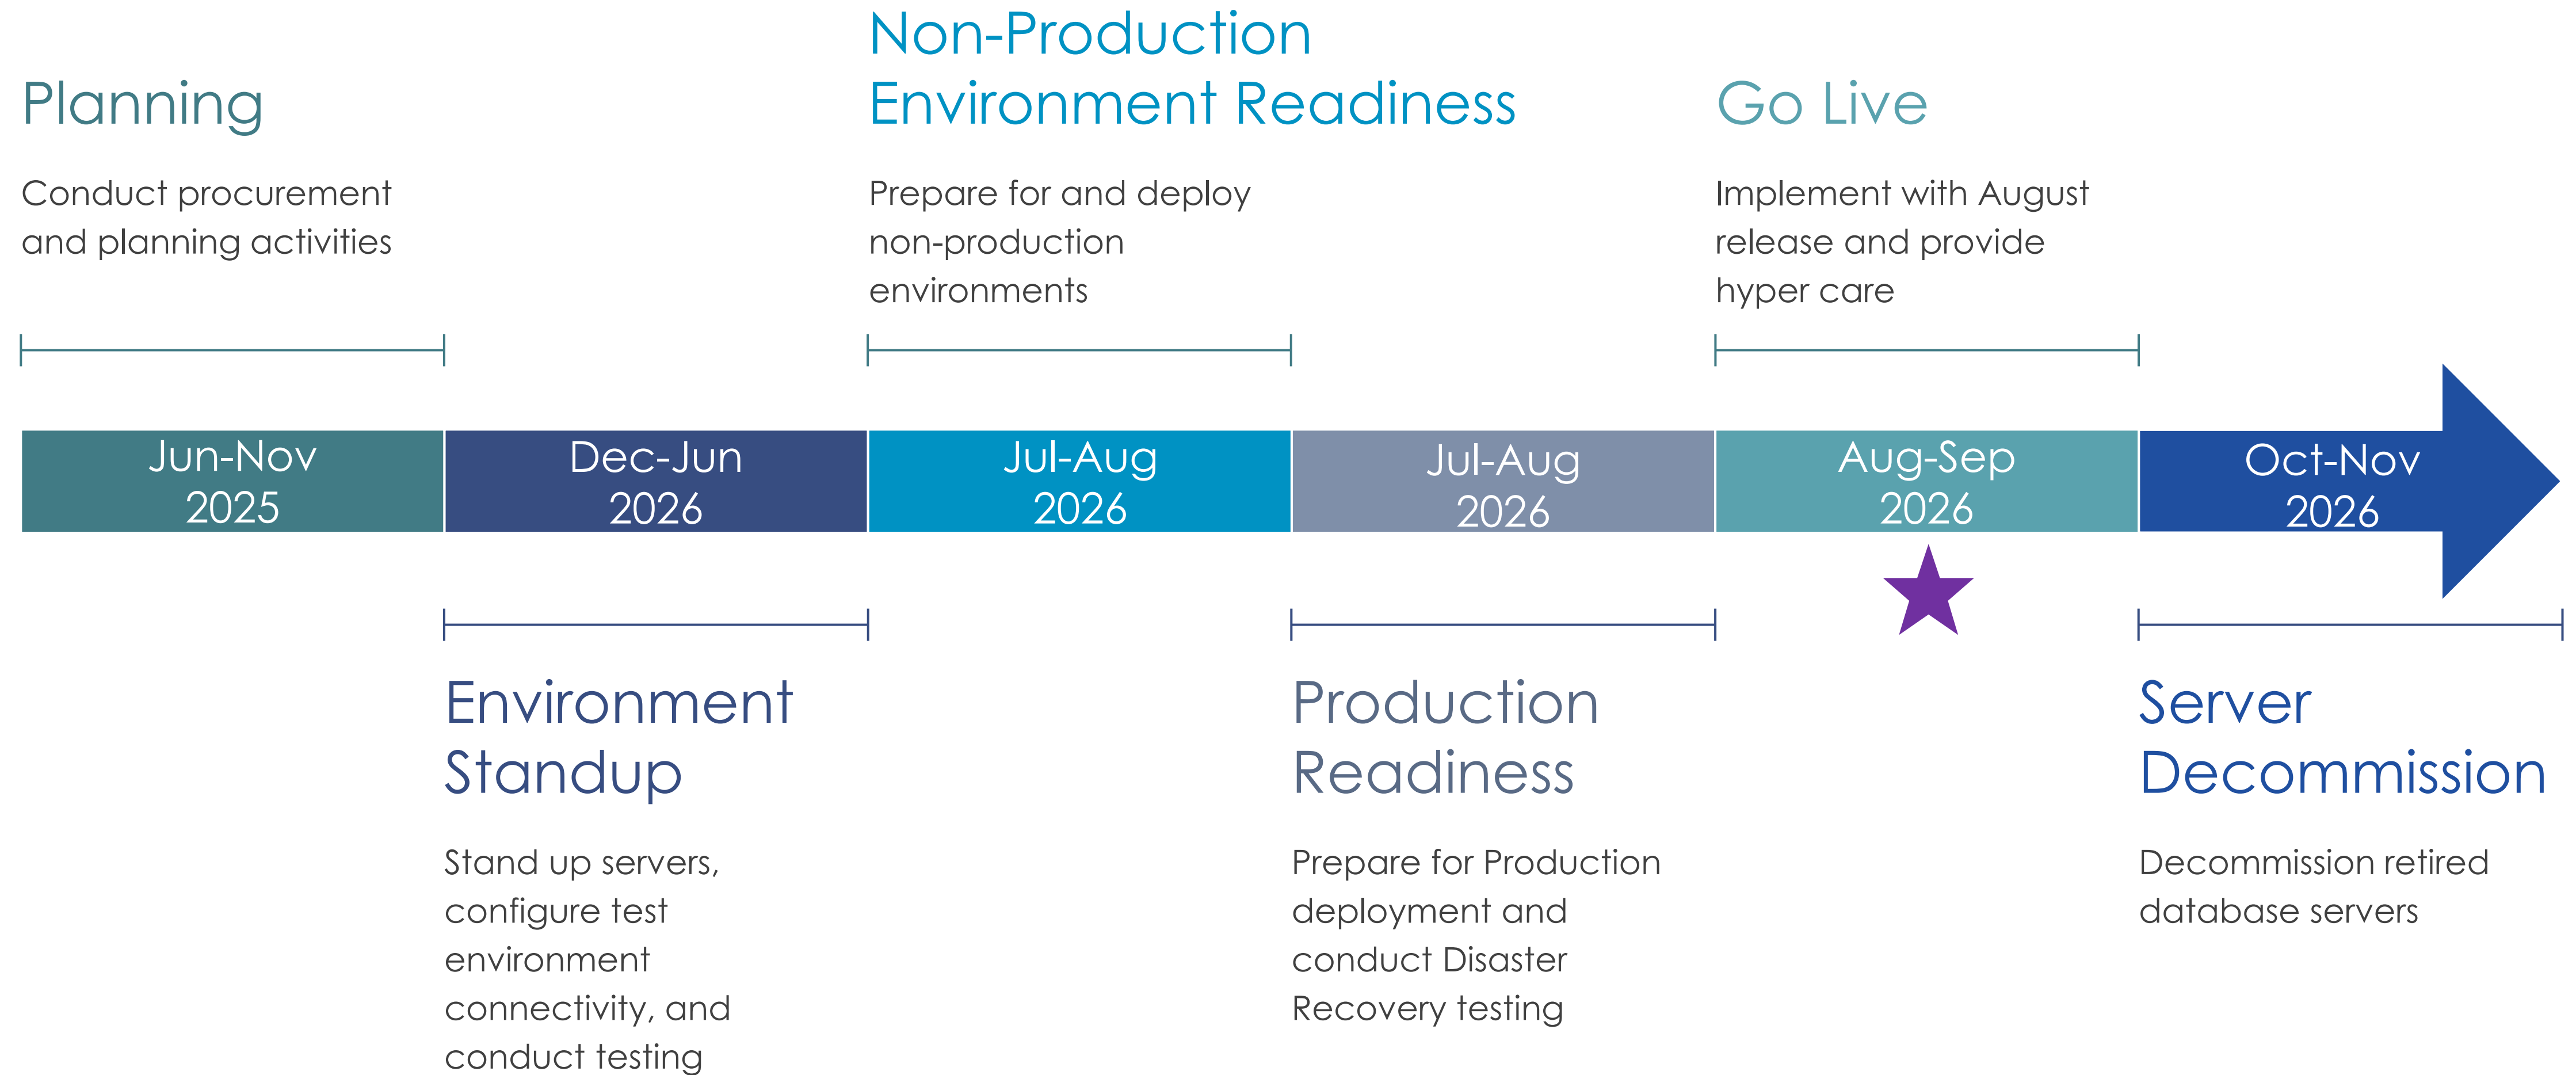 Planning
Conduct procurement
and planning activities
Non-Production
Environment Readiness
Prepare for and deploy
non-production
environments
Go Live
Implement with August
release and provide
hyper care
Jun-Nov
2025
Dec-Jun
2026
Jul-Aug
2026
Jul-Aug
2026
Aug-Sep
2026
Oct-Nov
2026
Environment
Standup
Stand up servers,
configure test
environment
connectivity, and
conduct testing
Production
Readiness
Prepare for Production
deployment and
conduct Disaster
Recovery testing
Server
Decommission
Decommission retired
database servers